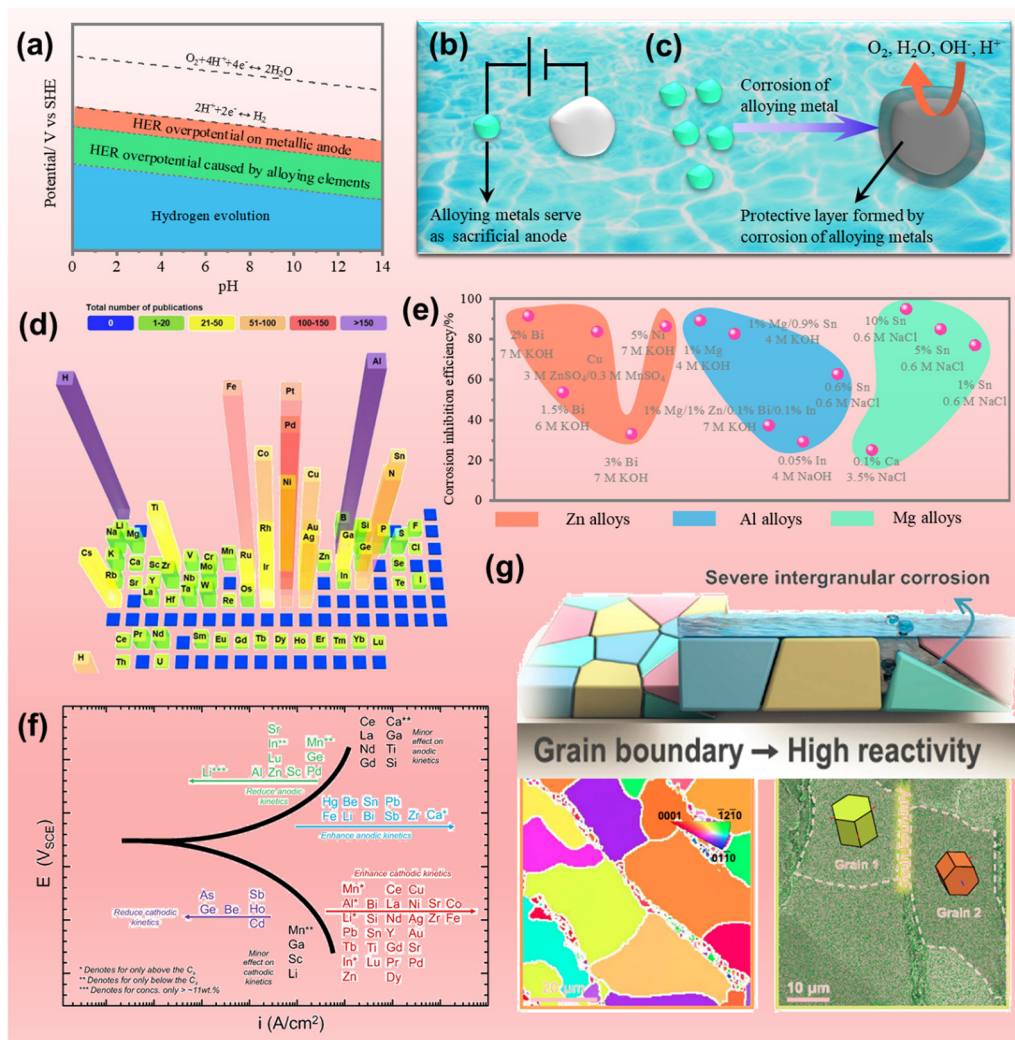 (a)
O₂+4H⁺+4e⁻↔2H₂O
2H⁺+2e⁻↔H₂
HER overpotential on metallic anode
HER overpotential caused by alloying elements
Hydrogen evolution
Potential/ V vs SHE
0 2 4 6 8 10 12 14
pH
(b)
Alloying metals serve
as sacrificial anode
(c)
O₂, H₂O, OH⁻, H⁺
Corrosion of
alloying metal
Protective layer formed by
corrosion of alloying metals
(d)
Total number of publications
0 1-20 21-50 51-100 100-150 >150
H Fe Pt Al
Pd
Co Sn
Ni Cu N
Ti
Li B Si P F
Na Mg Rh Au Ga S
Cs K Ca Sc Zr V Cr Mn Ru Ag Zn Ge Cl
Mo Ir Se
Rb Sr Y Nb W Os In Te I
La Hf Ta Re
Ce Pr Nd Sm Eu Gd Tb Dy Ho Er Tm Yb Lu
H Th U
(e)
Corrosion inhibition efficiency/%
100
80
60
40
20
0
2% Bi
7 M KOH
Cu
3 M ZnSO₄/0.3 M MnSO₄
5% Ni
7 M KOH
1.5% Bi
6 M KOH
3% Bi
7 M KOH
1% Mg
4 M KOH
1% Mg/0.9% Sn
4 M KOH
0.6% Sn
0.6 M NaCl
1% Mg/1% Zn/0.1% Bi/0.1% In
7 M KOH
0.05% In
4 M NaOH
10% Sn
0.6 M NaCl
5% Sn
0.6 M NaCl
1% Sn
0.6 M NaCl
0.1% Ca
3.5% NaCl
Zn alloys Al alloys Mg alloys
(f)
E (V_SCE)
Sr
In**
Lu
Mn**
Ge
Li*** Al Zn Sc Pd
Reduce anodic
kinetics
Ce Ca**
La Ga
Nd Ti
Gd Si
Minor
effect on
anodic
kinetics
Hg Be Sn Pb
Fe Li Bi Sb Zr Ca*
Enhance anodic kinetics
Enhance cathodic kinetics
Mn* Ce Cu
Al* Bi La Ni Sr Co
Li* Si Nd Ag Zr Fe
Pb Sn Y Au
Tb Ti Gd Sr
In* Lu Pr Pd
Zn Dy
As Sb
Ge Be Ho
Cd
Reduce cathodic
kinetics
Mn**
Ga
Sc
Li
Minor
effect on
cathodic
kinetics
* Denotes for only above the Cₛ
** Denotes for only below the Cₛ
*** Denotes for concs. only > ~11wt.%
i (A/cm²)
(g)
Severe intergranular corrosion
Grain boundary → High reactivity
0001 1̄21̄0
011̄0
20 μm
Grain 1
Grain boundary
Grain 2
10 μm